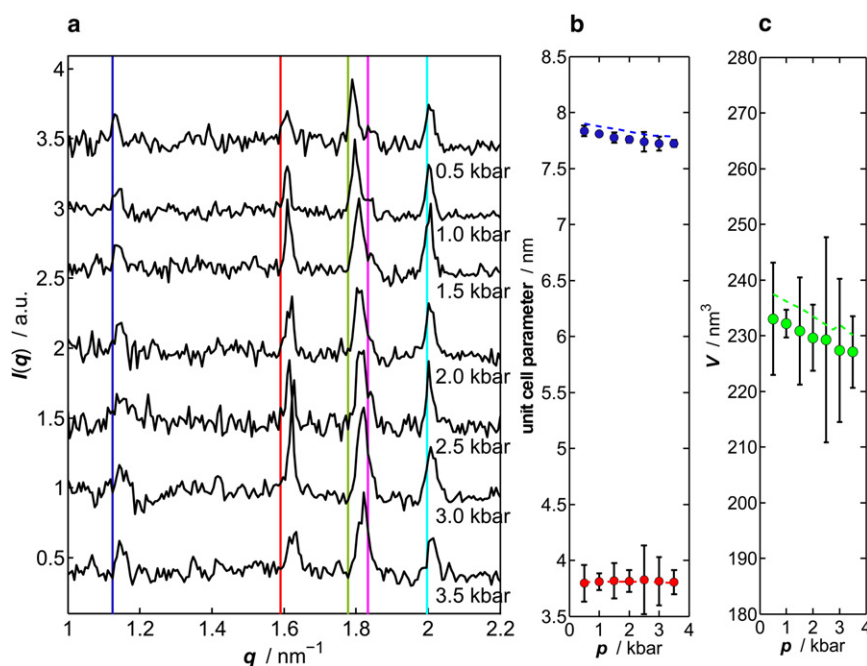 a
b
c
4
3.5
3
2.5
2
1.5
1
0.5
I(q) / a.u.
0.5 kbar
1.0 kbar
1.5 kbar
2.0 kbar
2.5 kbar
3.0 kbar
3.5 kbar
1
1.2
1.4
1.6
1.8
2
2.2
q / nm⁻¹
8.5
8
7.5
7
6.5
6
5.5
5
4.5
4
3.5
unit cell parameter / nm
0 1 2 3 4
p / kbar
280
270
260
250
240
230
220
210
200
190
180
V / nm³
0 1 2 3 4
p / kbar